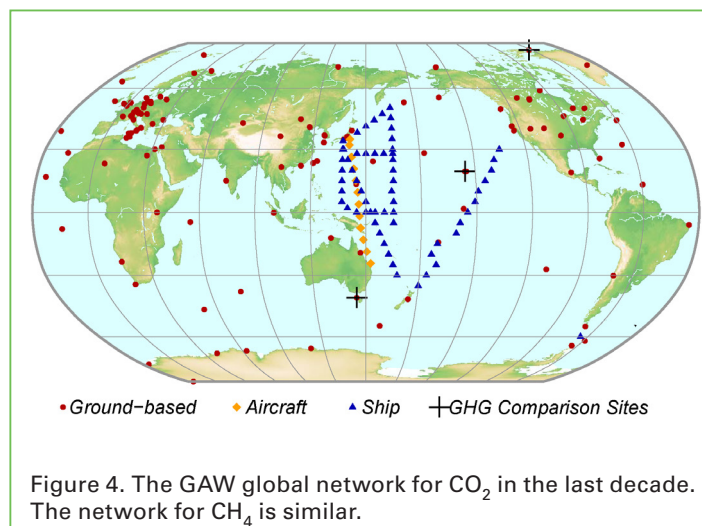 Ground−based Aircraft Ship GHG Comparison Sites
Figure 4. The GAW global network for CO₂ in the last decade.
The network for CH₄ is similar.